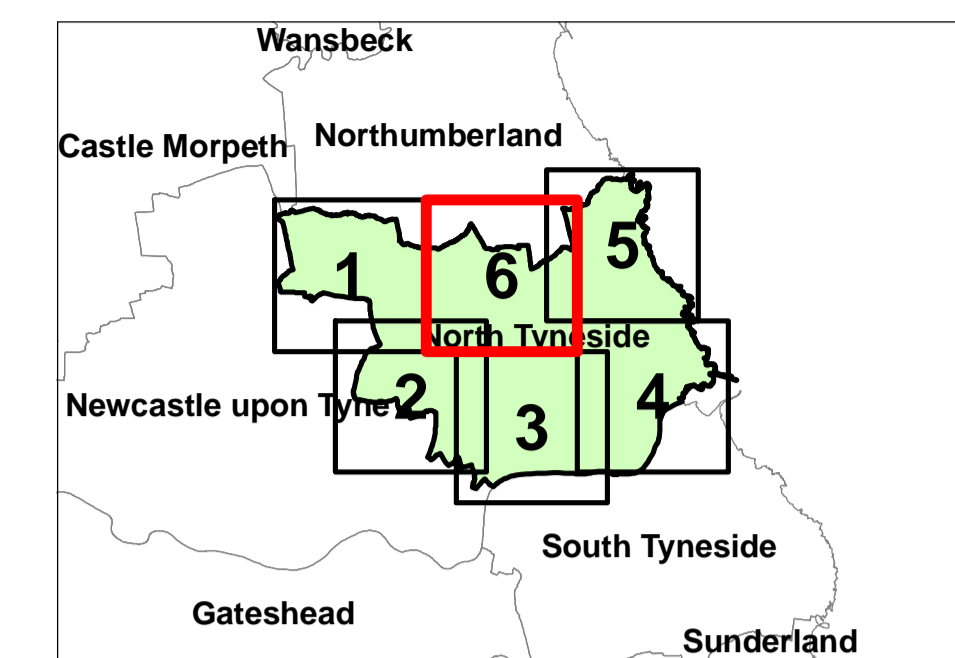 Wansbeck
Castle Morpeth
Northumberland
5
1
6
North Tyneside
2
4
Newcastle upon Tyne
3
South Tyneside
Gateshead
Sunderland